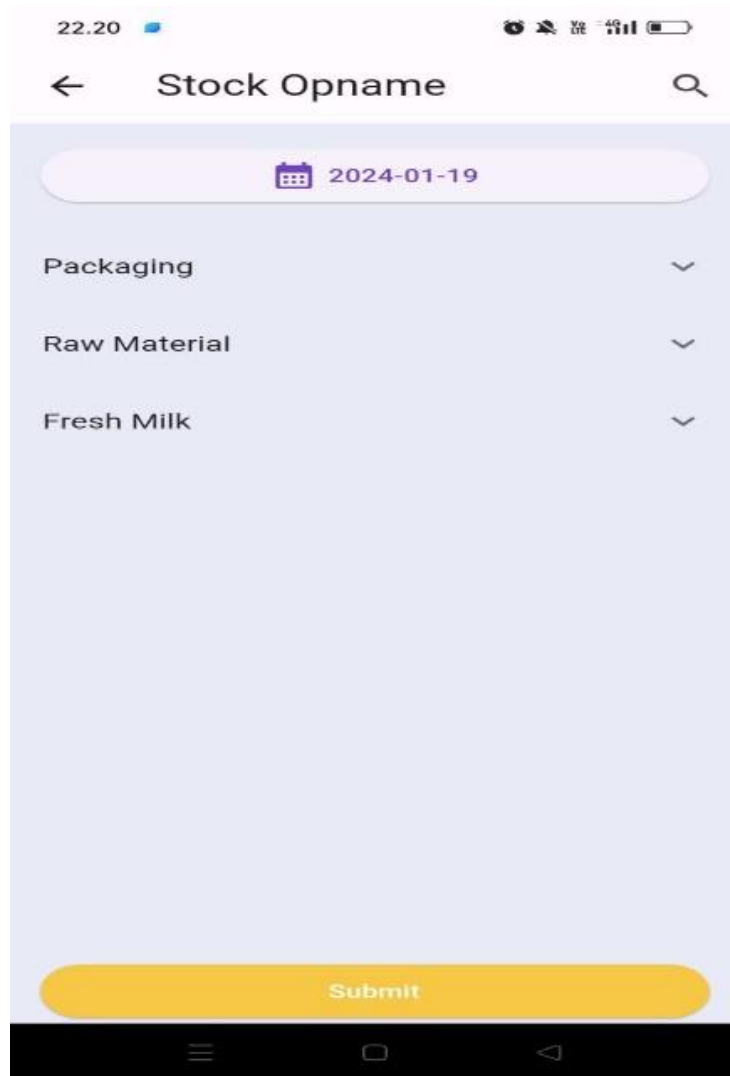 22.20
Stock Opname
2024-01-19
Packaging
Raw Material
Fresh Milk
Submit